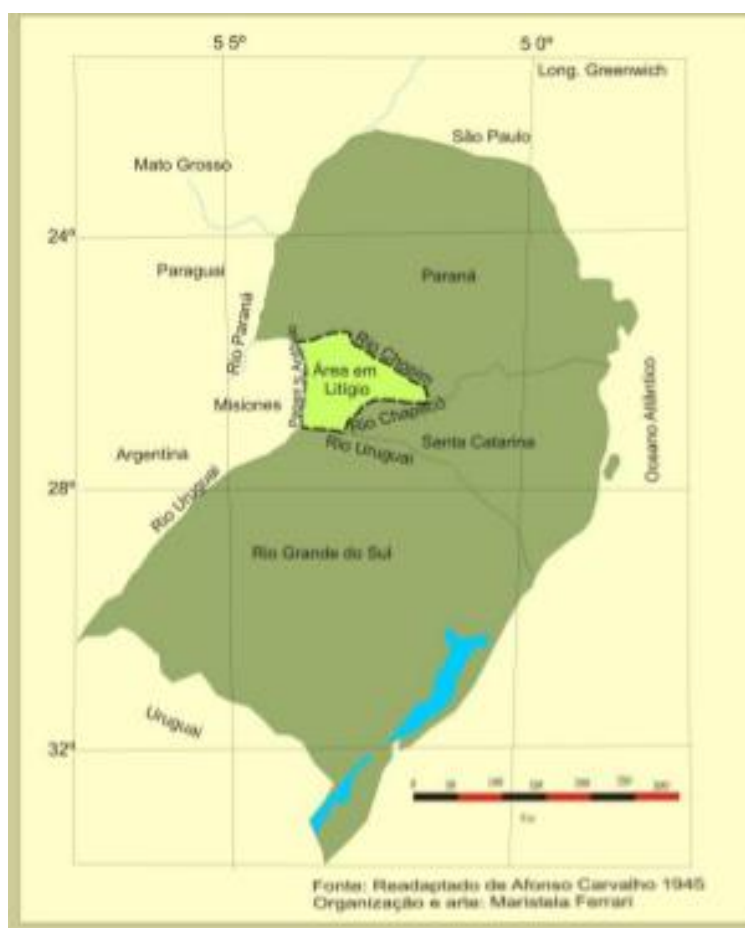 5 5º
5 0º
Long. Greenwich
São Paulo
Mato Grosso
24º
Paraguai
Paraná
Rio Paraná
Rio Chopim
Área em
Litígio
Misiones
Rio Chapecó
Santa Catarina
Rio Uruguai
Oceano Atlântico
Argentina
28º
Rio Uruguai
Rio Grande do Sul
Uruguai
32º
0
Fonte: Readaptado de Afonso Carvalho 1945
Organização e arte: Maristela Ferrari